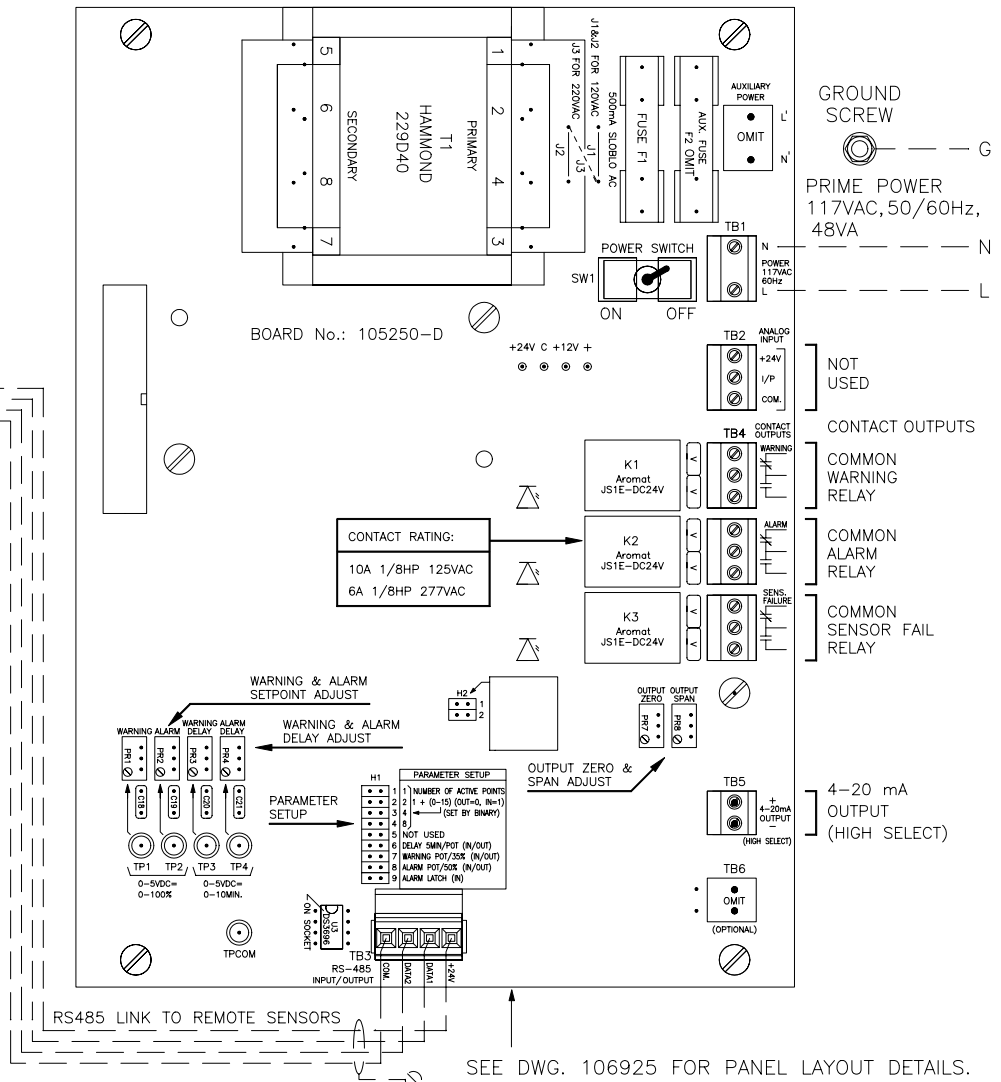 5
6
8
7
SECONDARY
T1
HAMMOND
229D40
PRIMARY
1
2
4
3
J1&J2 FOR 120VAC
J3 FOR 220VAC
J2
J1
J3
500mA SLOBLO AC
FUSE F1
AUX. FUSE
F2 OMIT
AUXILIARY
POWER
L'
OMIT
N'
GROUND
SCREW
G
PRIME POWER
117VAC,50/60Hz,
48VA
TB1
N
POWER
117VAC
60Hz
L
N
L
POWER SWITCH
SW1
ON OFF
BOARD No.: 105250-D
+24V C +12V +
TB2
ANALOG
INPUT
+24V
I/P
COM.
NOT
USED
TB4
CONTACT
OUTPUTS
CONTACT OUTPUTS
K1
Aromat
JS1E-DC24V
< <
WARNING
COMMON
WARNING
RELAY
CONTACT RATING:
10A 1/8HP 125VAC
6A 1/8HP 277VAC
K2
Aromat
JS1E-DC24V
< <
ALARM
COMMON
ALARM
RELAY
K3
Aromat
JS1E-DC24V
< <
SENS.
FAILURE
COMMON
SENSOR FAIL
RELAY
WARNING & ALARM
SETPOINT ADJUST
WARNING & ALARM
DELAY ADJUST
WARNING
ALARM
WARNING
DELAY
ALARM
DELAY
PR1
PR2
PR3
PR4
C18
C19
C20
C21
TP1 TP2 TP3 TP4
0-5VDC=
0-100%
0-5VDC=
0-10MIN.
TPCOM
H2
1
2
OUTPUT
ZERO
OUTPUT
SPAN
PR7
PR8
OUTPUT ZERO &
SPAN ADJUST
PARAMETER
SETUP
H1
PARAMETER SETUP
1 1 NUMBER OF ACTIVE POINTS
2 2 1 + (0-15) (OUT=0, IN=1)
3 4 (SET BY BINARY)
4 8
5 NOT USED
6 DELAY 5MIN/POT (IN/OUT)
7 WARNING POT/35% (IN/OUT)
8 ALARM POT/50% (IN/OUT)
9 ALARM LATCH (IN)
TB5
+
4-20mA
OUTPUT
-
(HIGH SELECT)
4-20 mA
OUTPUT
(HIGH SELECT)
TB6
OMIT
(OPTIONAL)
ON SOCKET
U3
DS3696
TB3
RS-485
INPUT/OUTPUT
COM.
DATA2
DATA1
+24V
RS485 LINK TO REMOTE SENSORS
SEE DWG. 106925 FOR PANEL LAYOUT DETAILS.